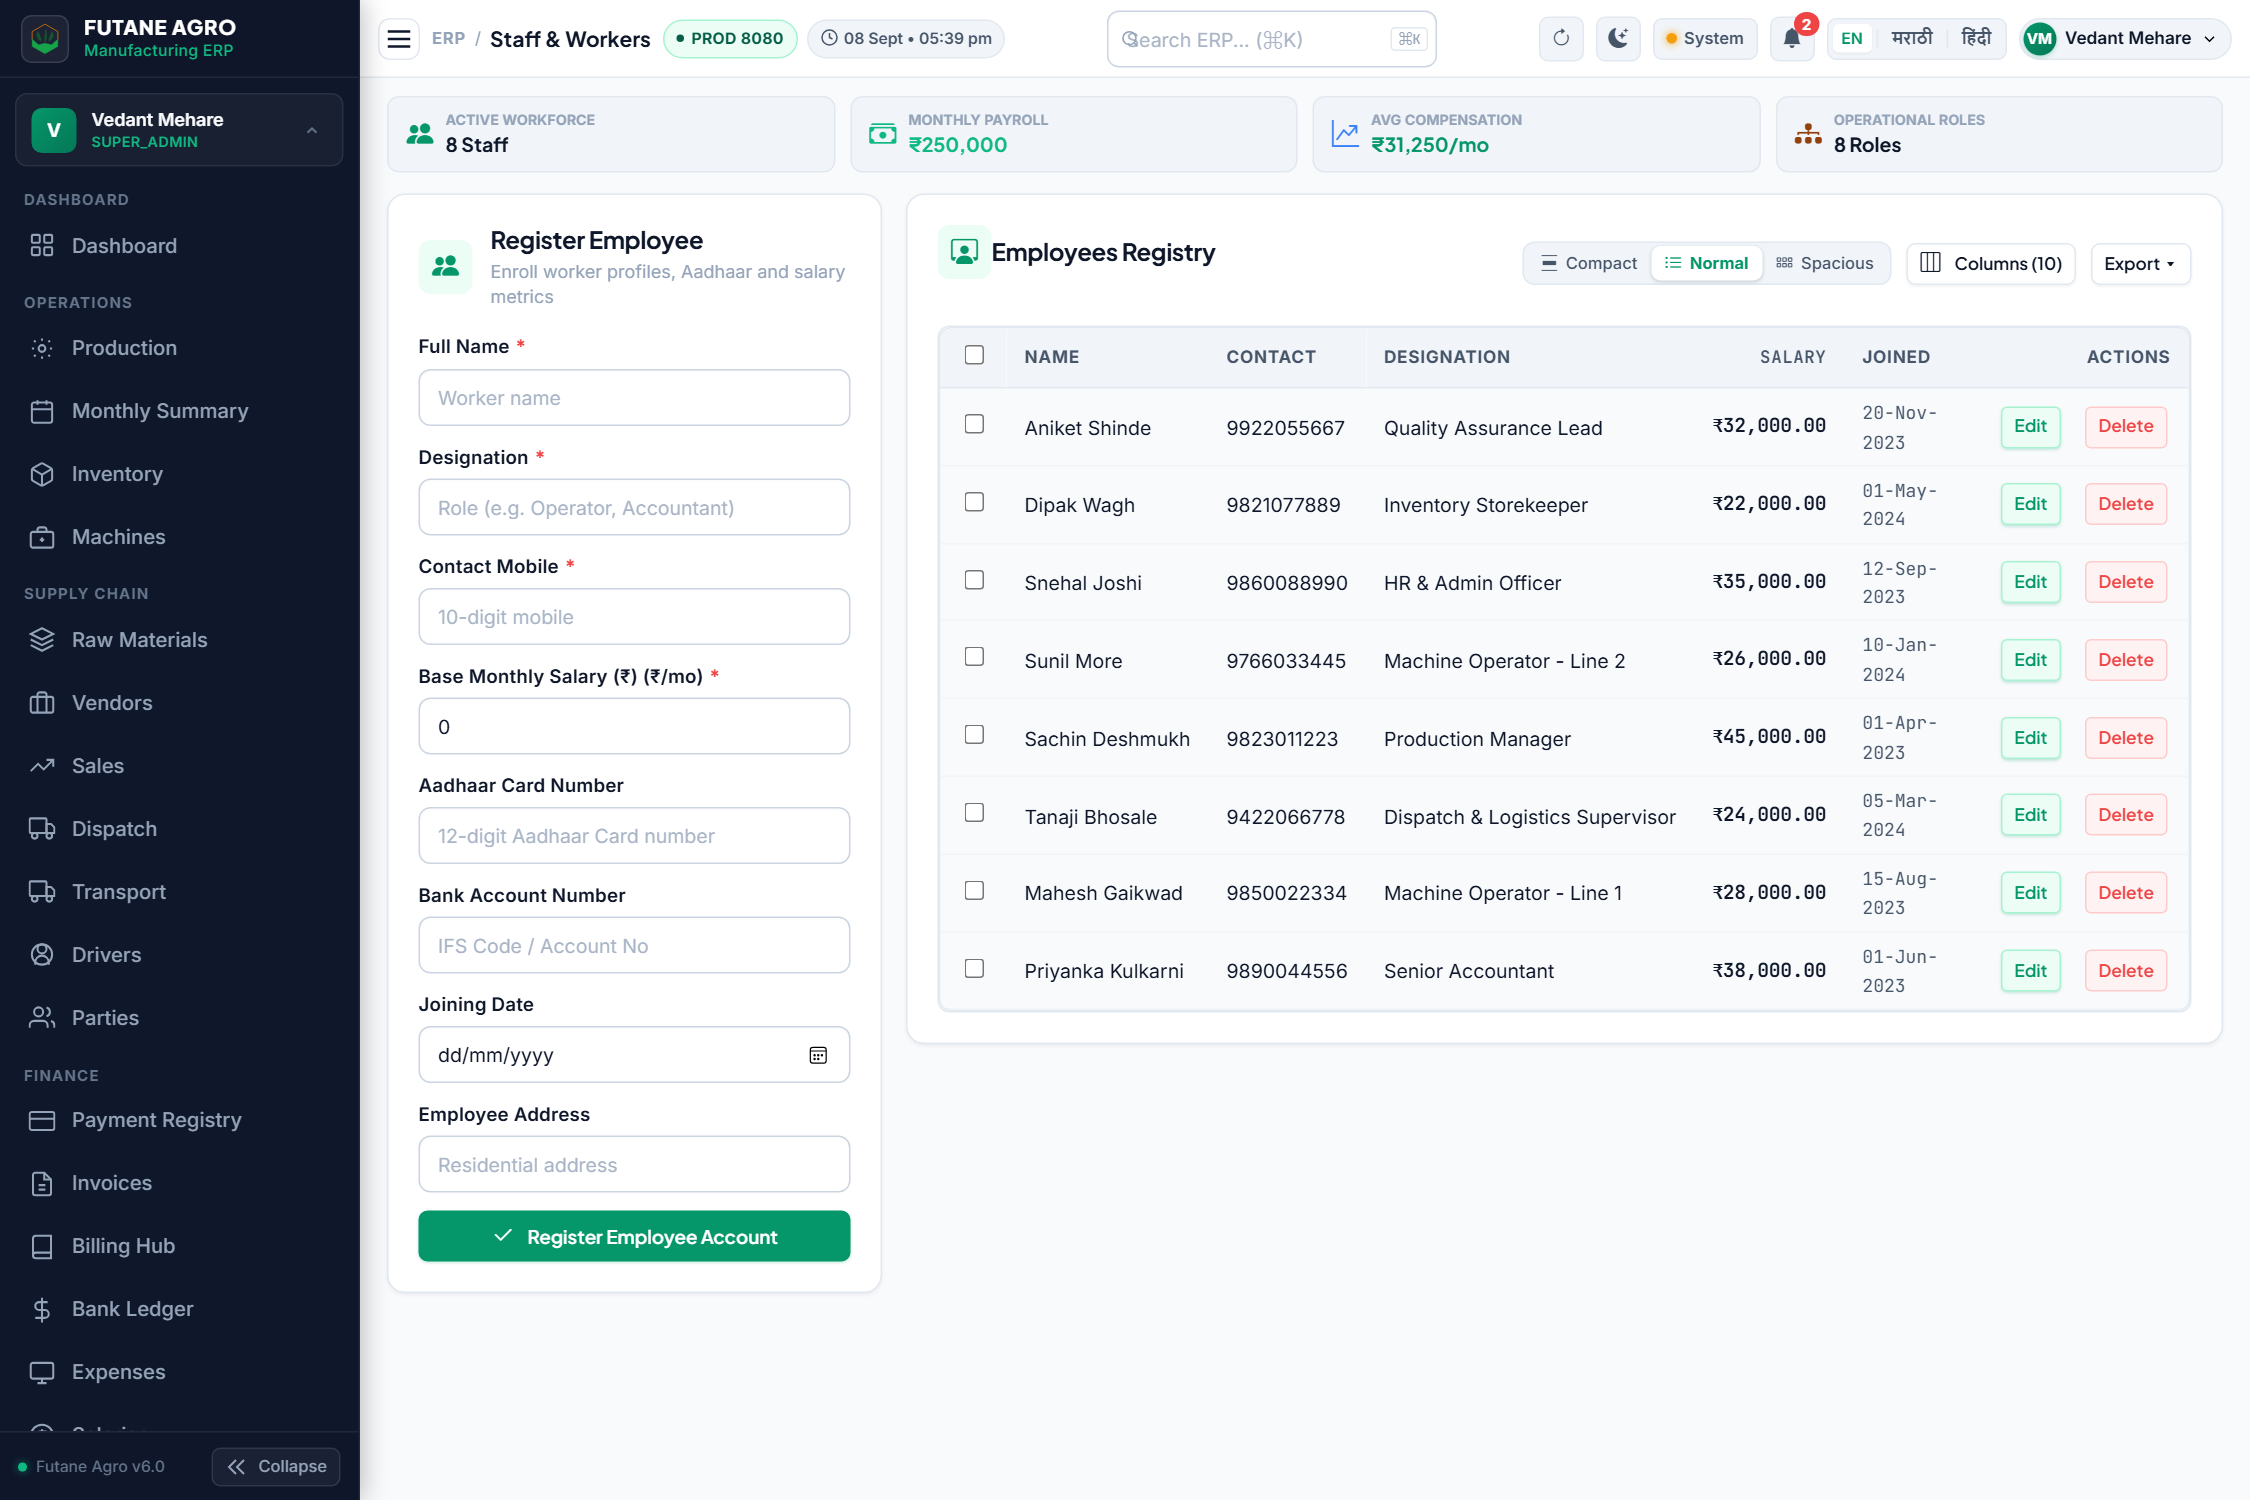 FUTANE AGRO
Manufacturing ERP
V
Vedant Mehare
SUPER_ADMIN
DASHBOARD
Dashboard
OPERATIONS
Production
Monthly Summary
Inventory
Machines
SUPPLY CHAIN
Raw Materials
Vendors
Sales
Dispatch
Transport
Drivers
Parties
FINANCE
Payment Registry
Invoices
Billing Hub
Bank Ledger
Expenses
Futane Agro v6.0
Collapse
ERP / Staff & Workers
PROD 8080
08 Sept • 05:39 pm
Search ERP... (⌘K)
⌘K
System
2
EN
मराठी
हिंदी
VM
Vedant Mehare
ACTIVE WORKFORCE
8 Staff
MONTHLY PAYROLL
₹250,000
AVG COMPENSATION
₹31,250/mo
OPERATIONAL ROLES
8 Roles
Register Employee
Enroll worker profiles, Aadhaar and salary
metrics
Full Name *
Worker name
Designation *
Role (e.g. Operator, Accountant)
Contact Mobile *
10-digit mobile
Base Monthly Salary (₹) (₹/mo) *
0
Aadhaar Card Number
12-digit Aadhaar Card number
Bank Account Number
IFS Code / Account No
Joining Date
dd/mm/yyyy
Employee Address
Residential address
Register Employee Account
Employees Registry
Compact
Normal
Spacious
Columns (10)
Export
NAME CONTACT DESIGNATION SALARY JOINED ACTIONS
Aniket Shinde 9922055667 Quality Assurance Lead ₹32,000.00 20-Nov-
2023 Edit Delete
Dipak Wagh 9821077889 Inventory Storekeeper ₹22,000.00 01-May-
2024 Edit Delete
Snehal Joshi 9860088990 HR & Admin Officer ₹35,000.00 12-Sep-
2023 Edit Delete
Sunil More 9766033445 Machine Operator - Line 2 ₹26,000.00 10-Jan-
2024 Edit Delete
Sachin Deshmukh 9823011223 Production Manager ₹45,000.00 01-Apr-
2023 Edit Delete
Tanaji Bhosale 9422066778 Dispatch & Logistics Supervisor ₹24,000.00 05-Mar-
2024 Edit Delete
Mahesh Gaikwad 9850022334 Machine Operator - Line 1 ₹28,000.00 15-Aug-
2023 Edit Delete
Priyanka Kulkarni 9890044556 Senior Accountant ₹38,000.00 01-Jun-
2023 Edit Delete